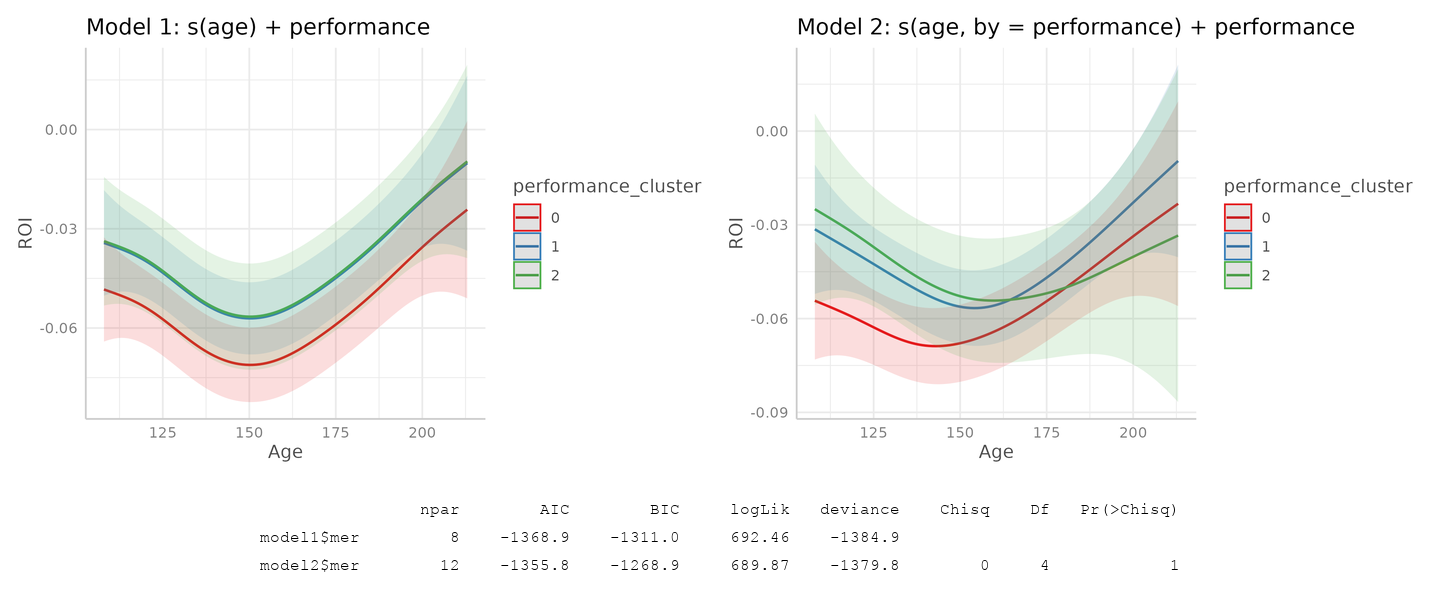 Model 1: s(age) + performance
0.00
-0.03
-0.06
ROI
125 150 175 200
Age
performance_cluster
0
1
2
Model 2: s(age, by = performance) + performance
0.00
-0.03
-0.06
-0.09
ROI
125 150 175 200
Age
performance_cluster
0
1
2
npar AIC BIC logLik deviance Chisq Df Pr(>Chisq)
model1$mer 8 -1368.9 -1311.0 692.46 -1384.9
model2$mer 12 -1355.8 -1268.9 689.87 -1379.8 0 4 1